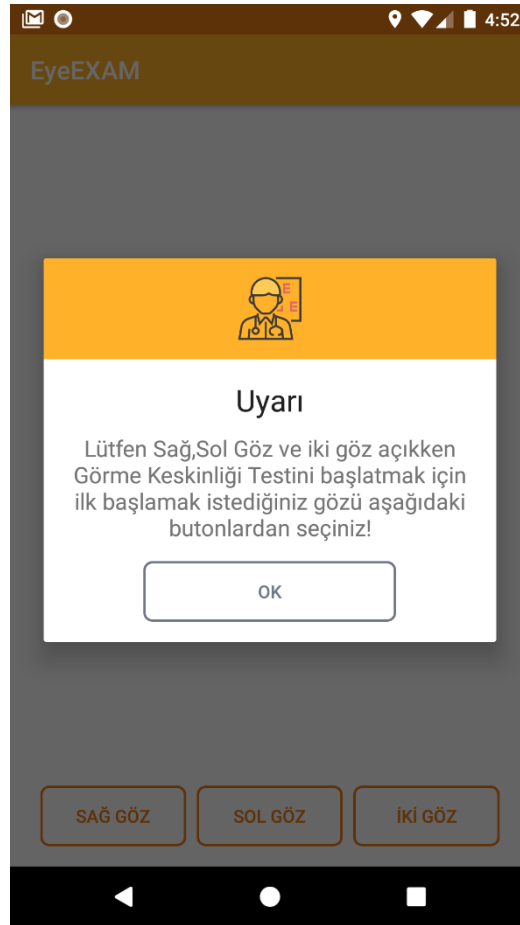 4:52
EyeEXAM
E
E
Uyarı
Lütfen Sağ,Sol Göz ve iki göz açıkken
Görme Keskinliği Testini başlatmak için
ilk başlamak istediğiniz gözü aşağıdaki
butonlardan seçiniz!
OK
SAĞ GÖZ SOL GÖZ İKİ GÖZ